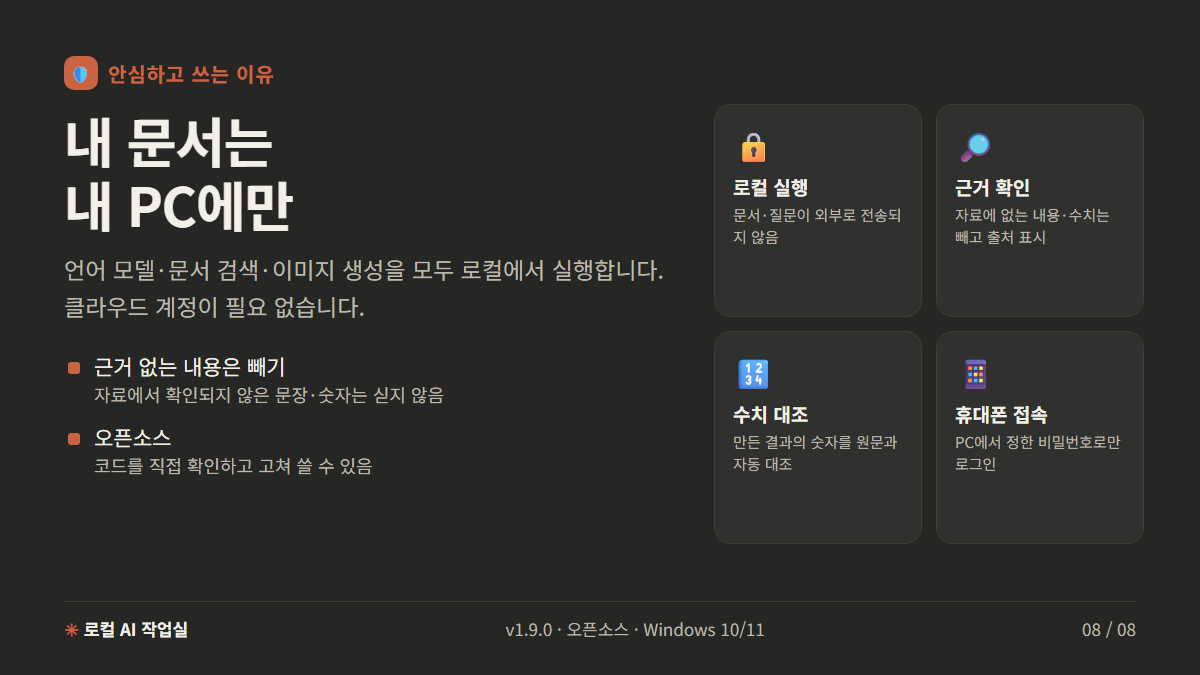 안심하고 쓰는 이유
내 문서는
내 PC에만
언어 모델·문서 검색·이미지 생성을 모두 로컬에서 실행합니다.
클라우드 계정이 필요 없습니다.
근거 없는 내용은 빼기
자료에서 확인되지 않은 문장·숫자는 싣지 않음
오픈소스
코드를 직접 확인하고 고쳐 쓸 수 있음
로컬 실행
문서·질문이 외부로 전송되
지 않음
근거 확인
자료에 없는 내용·수치는
빼고 출처 표시
1 2
3 4
수치 대조
만든 결과의 숫자를 원문과
자동 대조
휴대폰 접속
PC에서 정한 비밀번호로만
로그인
로컬 AI 작업실
v1.9.0 · 오픈소스 · Windows 10/11
08 / 08